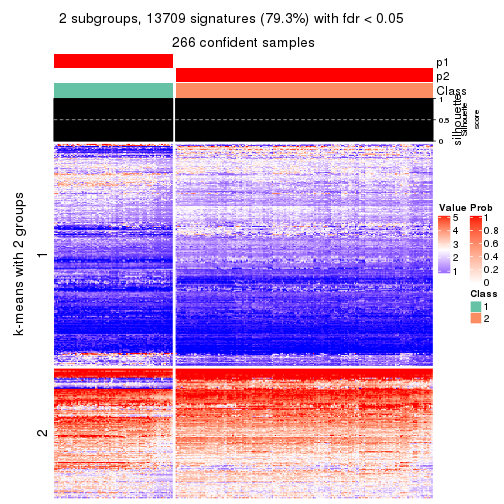 2 subgroups, 13709 signatures (79.3%) with fdr < 0.05
266 confident samples
p1
p2
Class
1
0.5
0
silhouette
Silhouette
score
k-means with 2 groups
1
2
Value
5
4
3
2
1
Prob
1
0.8
0.6
0.4
0.2
0
Class
1
2